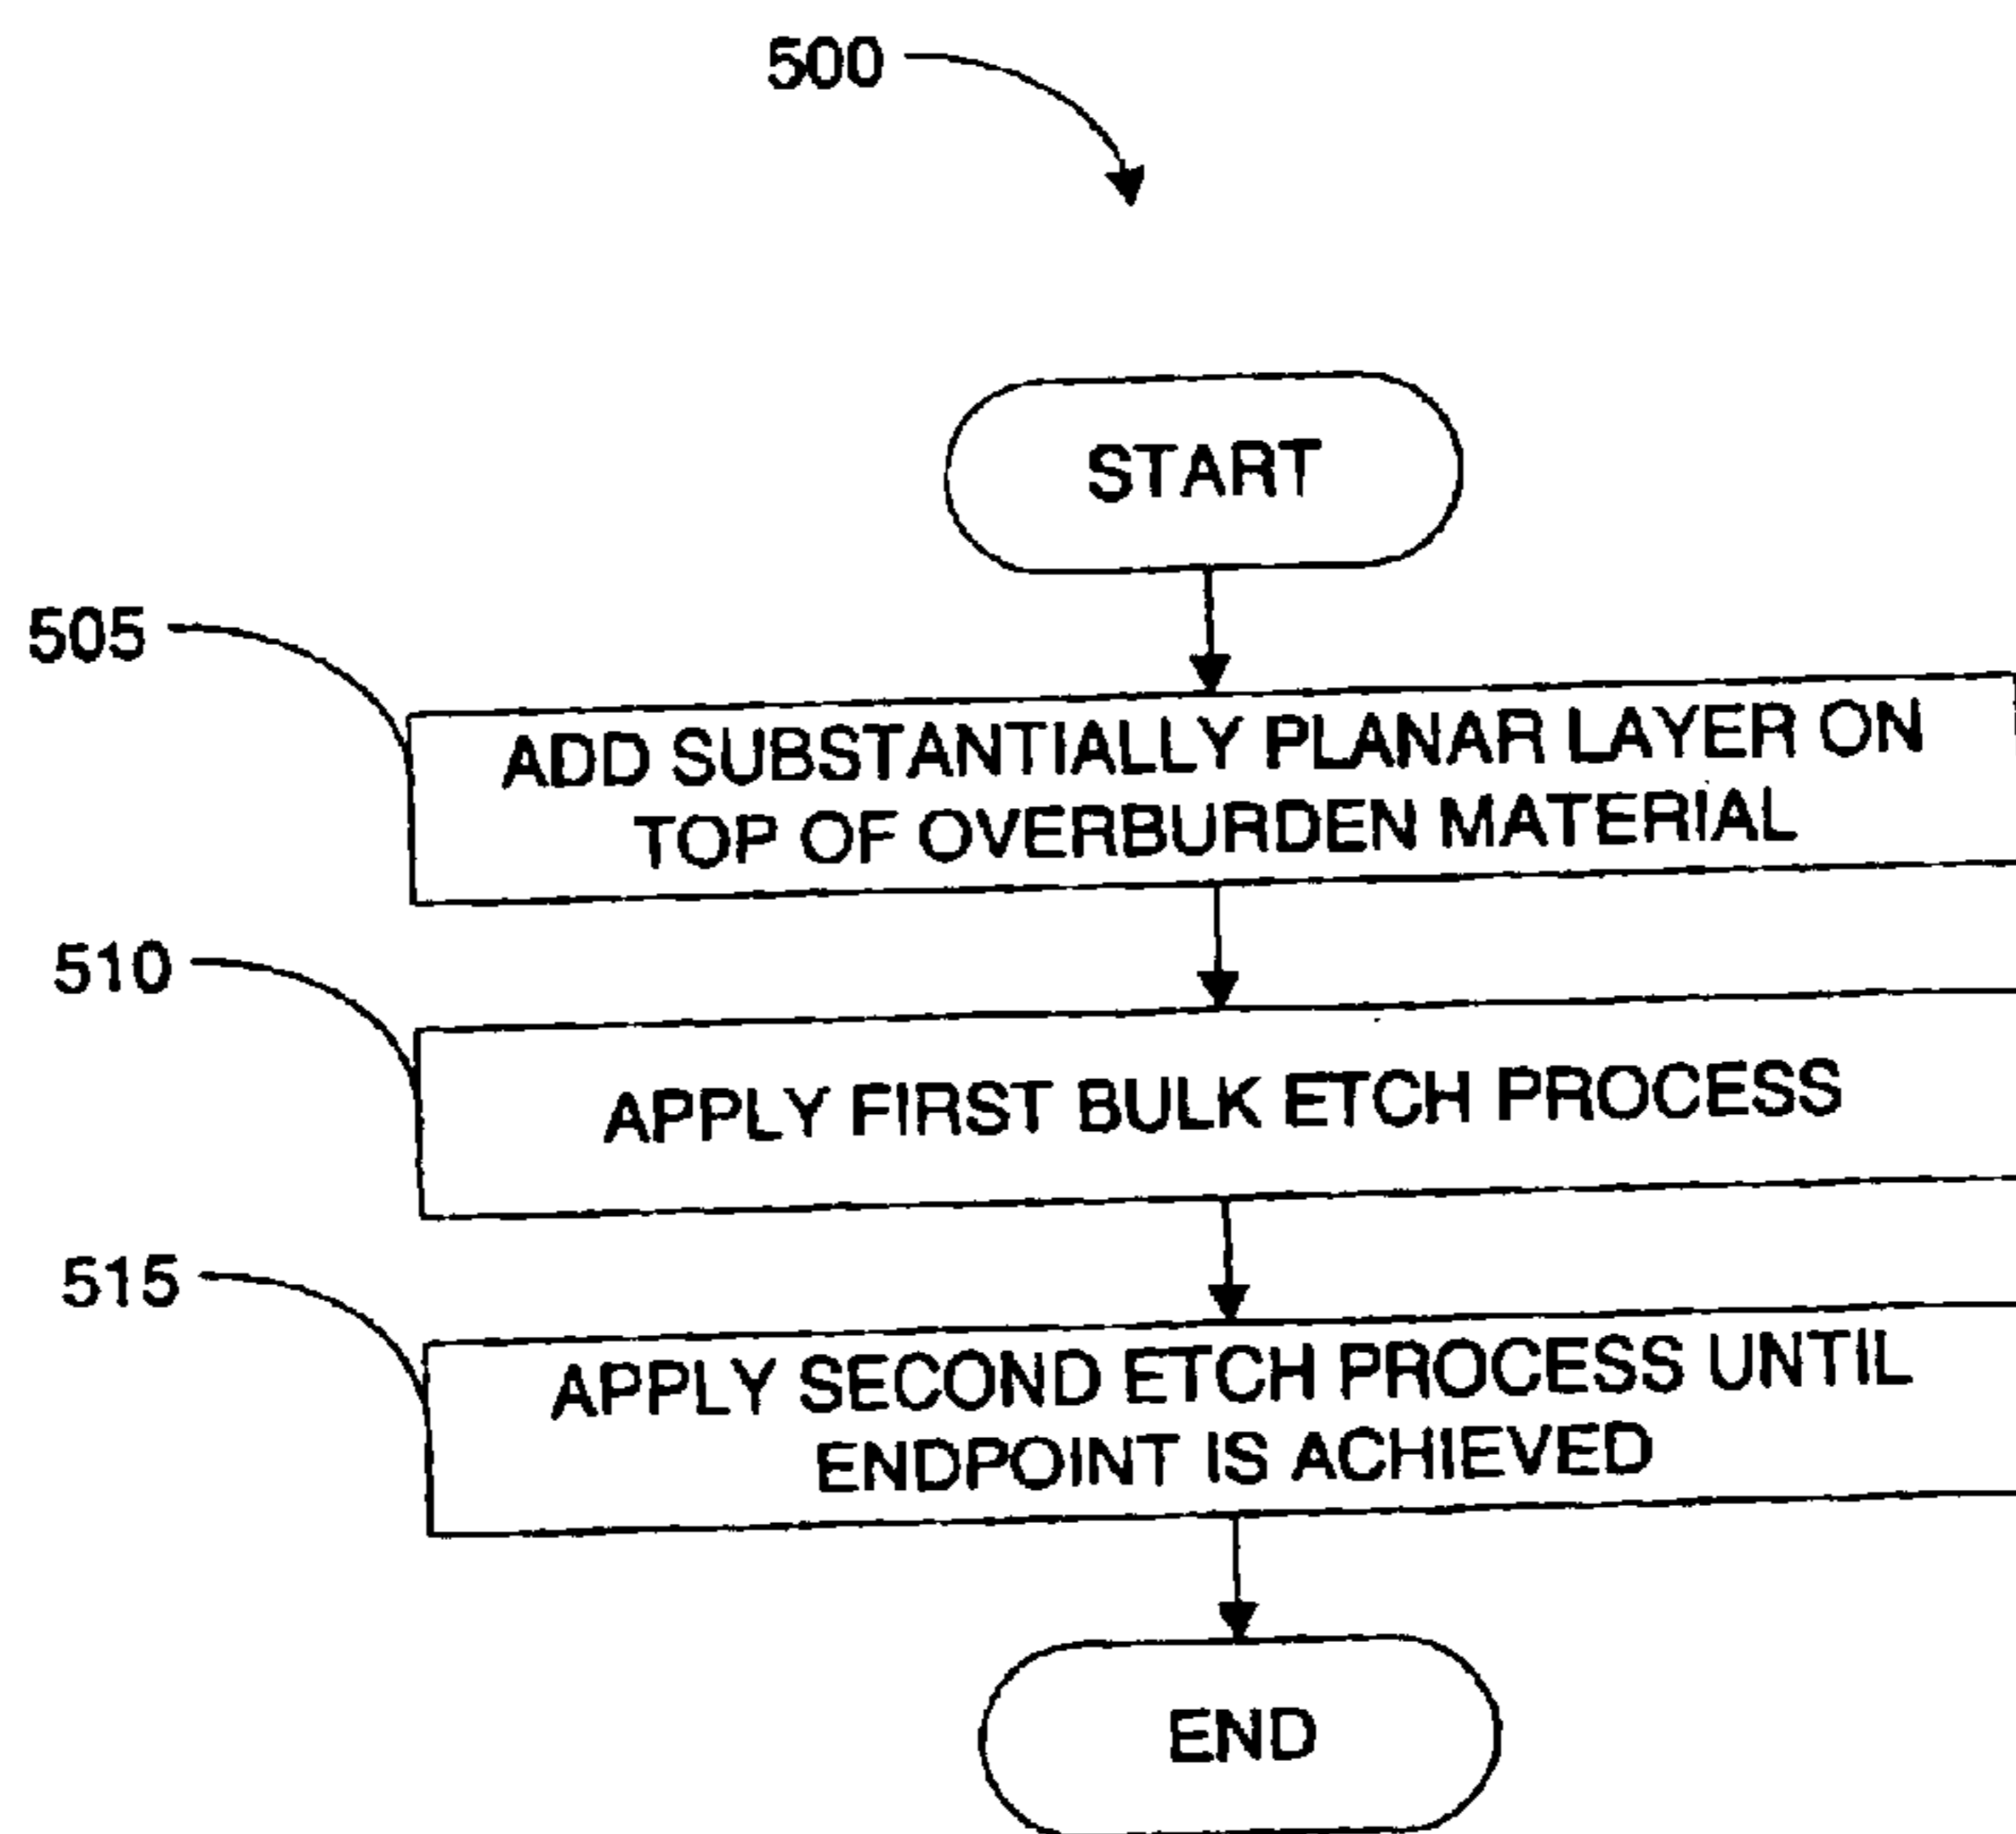 500
START
505
ADD SUBSTANTIALLY PLANAR LAYER ON
TOP OF OVERBURDEN MATERIAL
510
APPLY FIRST BULK ETCH PROCESS
515
APPLY SECOND ETCH PROCESS UNTIL
ENDPOINT IS ACHIEVED
END